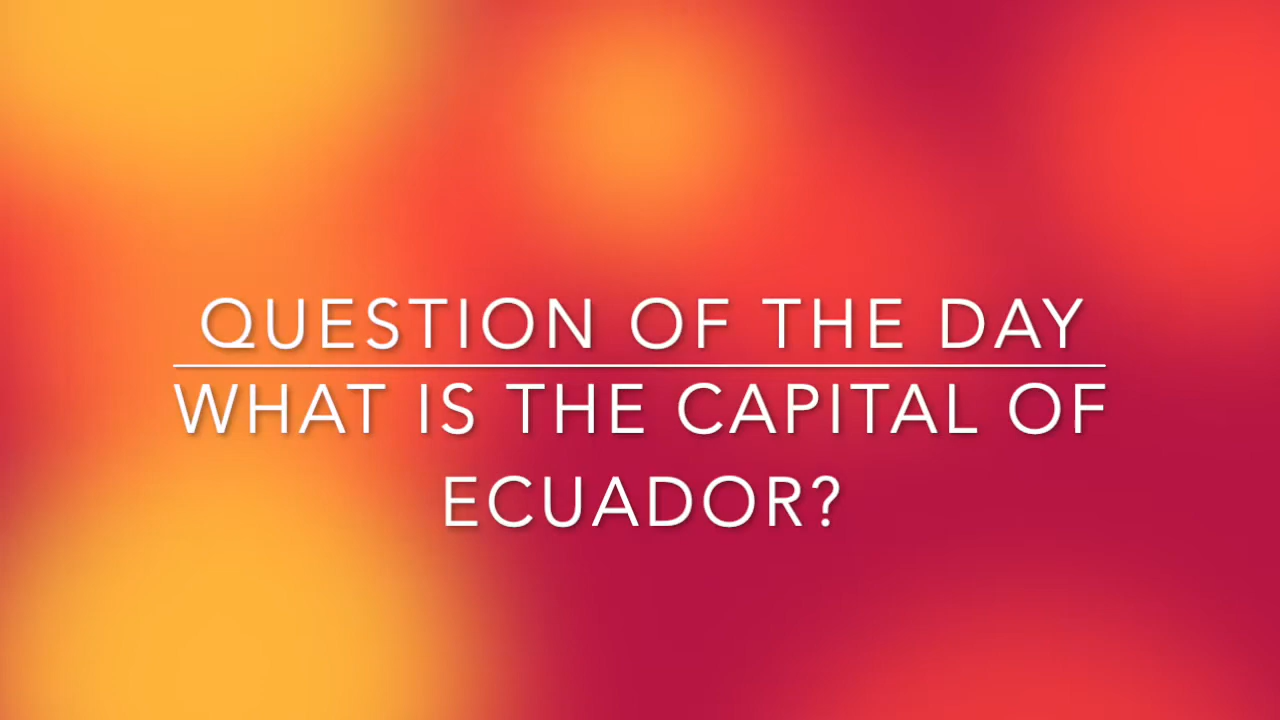 QUESTION OF THE DAY
WHAT IS THE CAPITAL OF
ECUADOR?